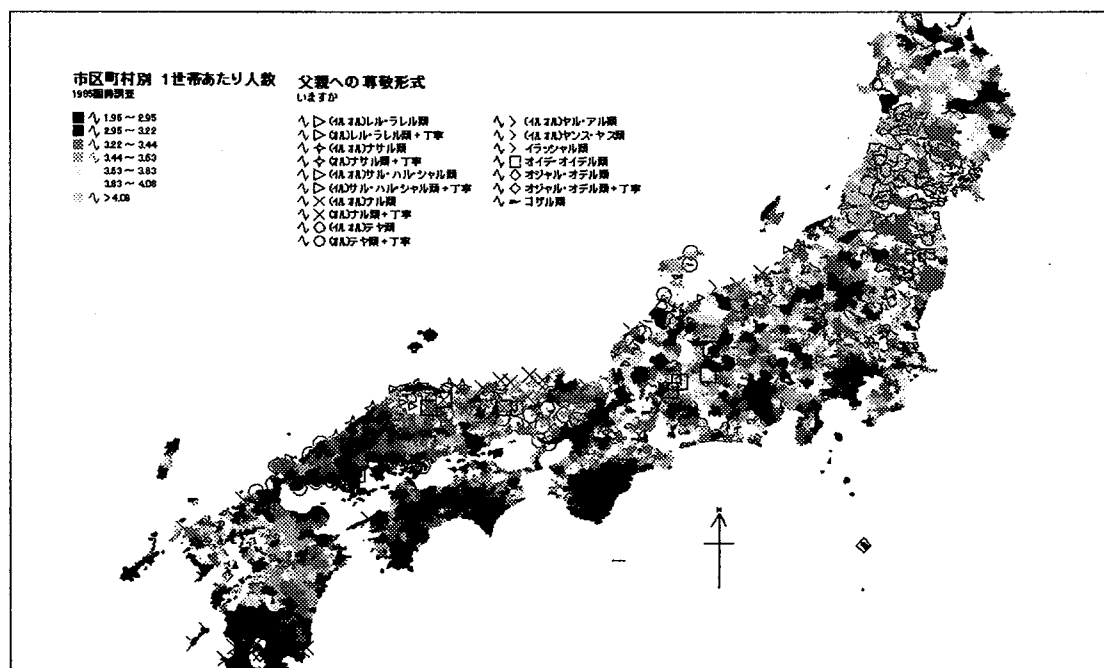 市区町村別 1世帯あたり人数
1985国勢調査
1.95 ~ 2.95
2.95 ~ 3.22
3.22 ~ 3.44
3.44 ~ 3.63
3.63 ~ 3.83
3.83 ~ 4.08
> 4.08
父親への尊敬形式
いますか
(イル オル)レル・ラレル類
(オル)レル・ラレル類+丁寧
(イル オル)ナサル類
(オル)ナサル類+丁寧
(イル オル)サル・ハル・シャル類
(イル)サル・ハル・シャル類+丁寧
(イル オル)ナル類
(オル)ナル類+丁寧
(イル オル)テヤ類
(オル)テヤ類+丁寧
(イル オル)ヤル・アル類
(イル オル)ヤンス・ヤス類
イラッシャル類
オイデ・オイデル類
オジャル・オデル類
オジャル・オデル類+丁寧
ゴザル類
N